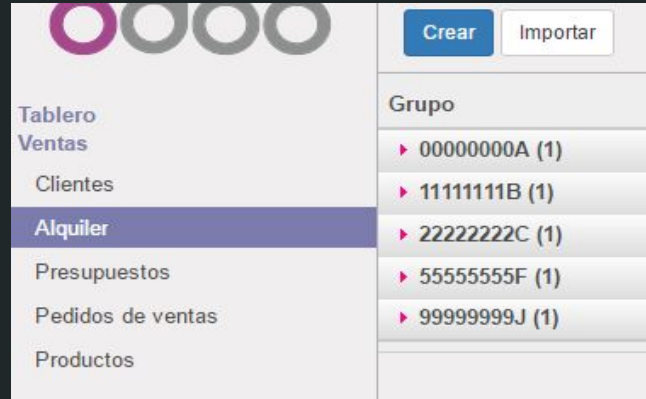 Tablero
Ventas
Clientes
Alquiler
Presupuestos
Pedidos de ventas
Productos
Crear
Importar
Grupo
00000000A (1)
11111111B (1)
22222222C (1)
55555555F (1)
99999999J (1)